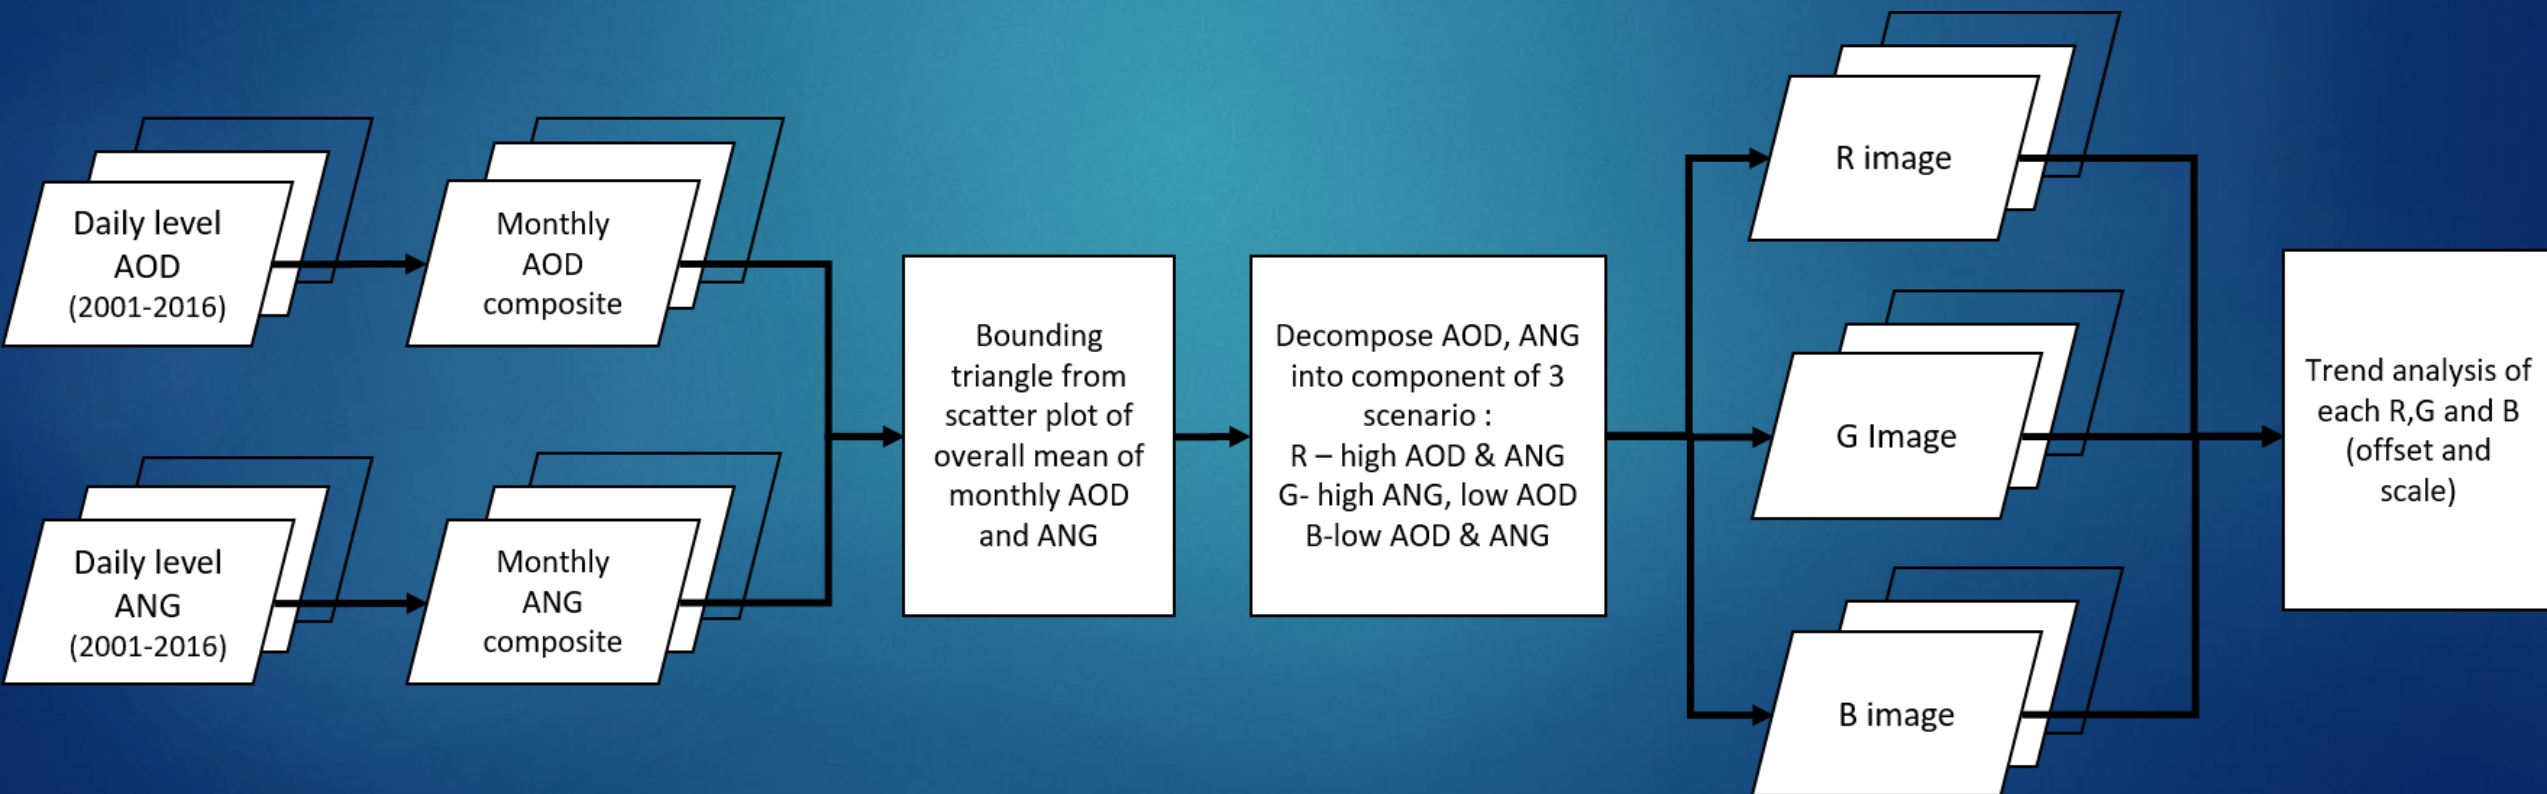 Daily level
AOD
(2001-2016)
Monthly
AOD
composite
Daily level
ANG
(2001-2016)
Monthly
ANG
composite
Bounding
triangle from
scatter plot of
overall mean of
monthly AOD
and ANG
Decompose AOD, ANG
into component of 3
scenario :
R – high AOD & ANG
G- high ANG, low AOD
B-low AOD & ANG
R image
G Image
B image
Trend analysis of
each R,G and B
(offset and
scale)